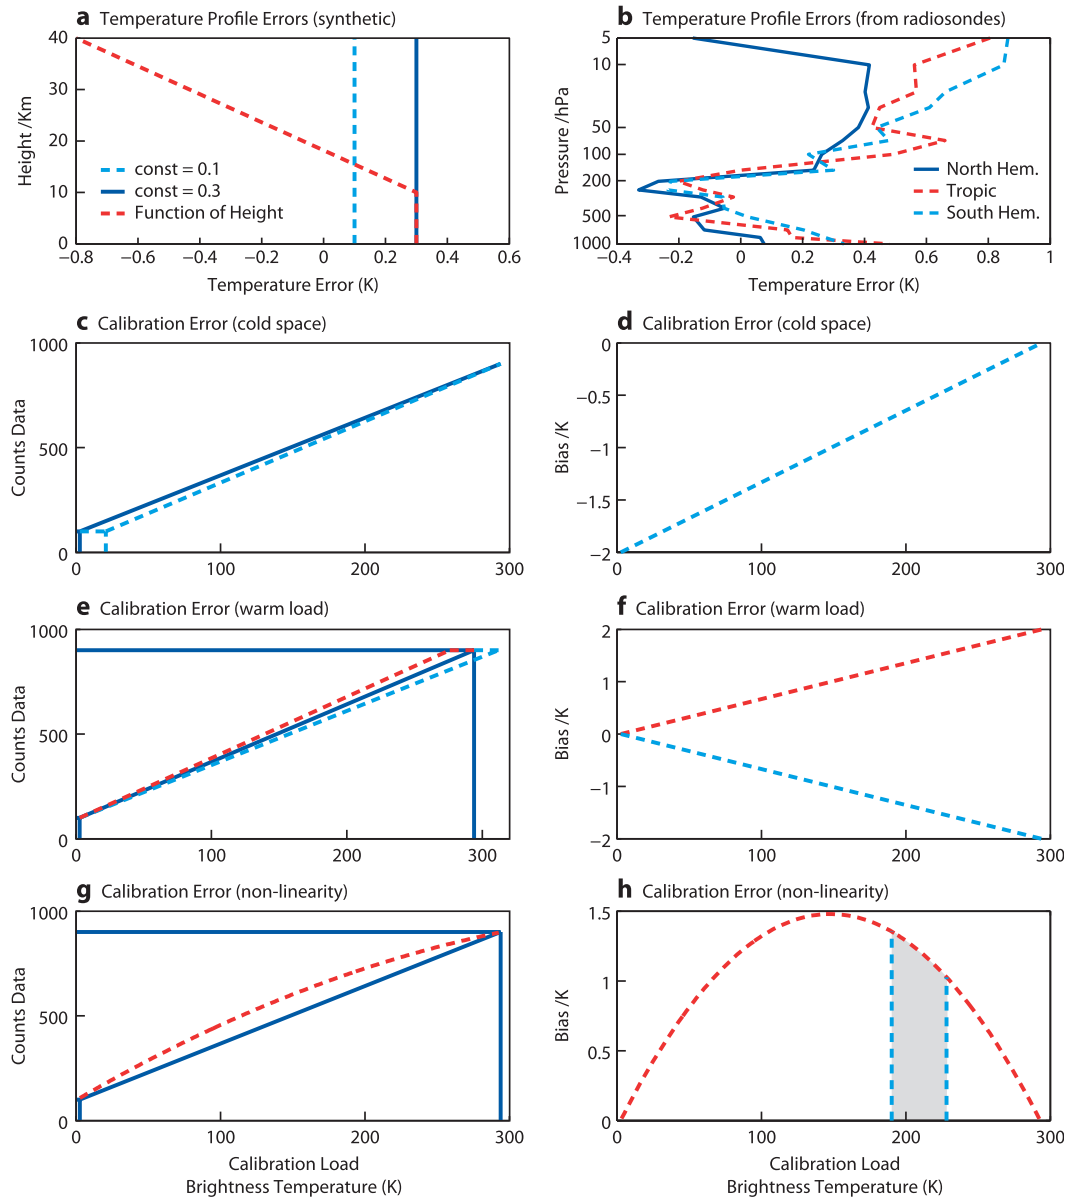 a Temperature Profile Errors (synthetic)
40
30
20
10
0
Height /Km
const = 0.1
const = 0.3
Function of Height
−0.8 −0.6 −0.4 −0.2 0 0.2 0.4 0.6
Temperature Error (K)
b Temperature Profile Errors (from radiosondes)
5
10
50
100
200
500
1000
Pressure /hPa
North Hem.
Tropic
South Hem.
−0.4 −0.2 0 0.2 0.4 0.6 0.8 1
Temperature Error (K)
c Calibration Error (cold space)
1000
500
0
Counts Data
0 100 200 300
d Calibration Error (cold space)
0
−0.5
−1
−1.5
−2
Bias /K
0 100 200 300
e Calibration Error (warm load)
1000
500
0
Counts Data
0 100 200 300
f Calibration Error (warm load)
2
1
0
−1
−2
Bias /K
0 100 200 300
g Calibration Error (non-linearity)
1000
500
0
Counts Data
0 100 200 300
Calibration Load
Brightness Temperature (K)
h Calibration Error (non-linearity)
1.5
1
0.5
0
Bias /K
0 100 200 300
Calibration Load
Brightness Temperature (K)